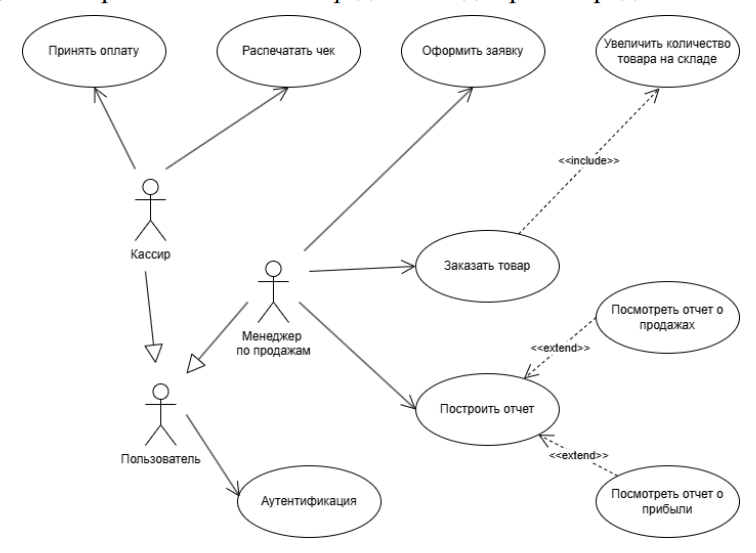 Принять оплату
Распечатать чек
Оформить заявку
Увеличить количество
товара на складе
<<include>>
Кассир
Заказать товар
Менеджер
по продажам
Посмотреть отчет о
продажах
<<extend>>
Построить отчет
<<extend>>
Пользователь
Аутентификация
Посмотреть отчет о
прибыли